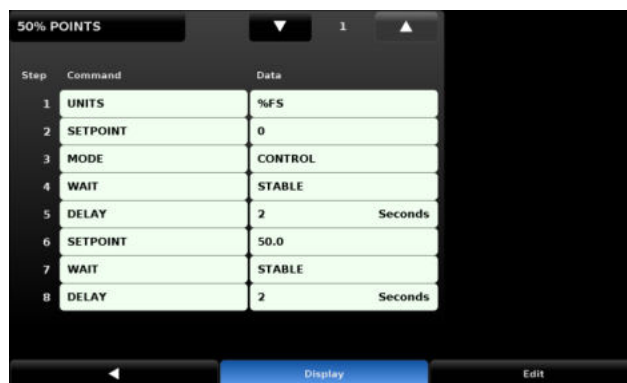 50% POINTS 1
Step Command Data
1 UNITS %FS
2 SETPOINT 0
3 MODE CONTROL
4 WAIT STABLE
5 DELAY 2 Seconds
6 SETPOINT 50.0
7 WAIT STABLE
8 DELAY 2 Seconds
Display Edit